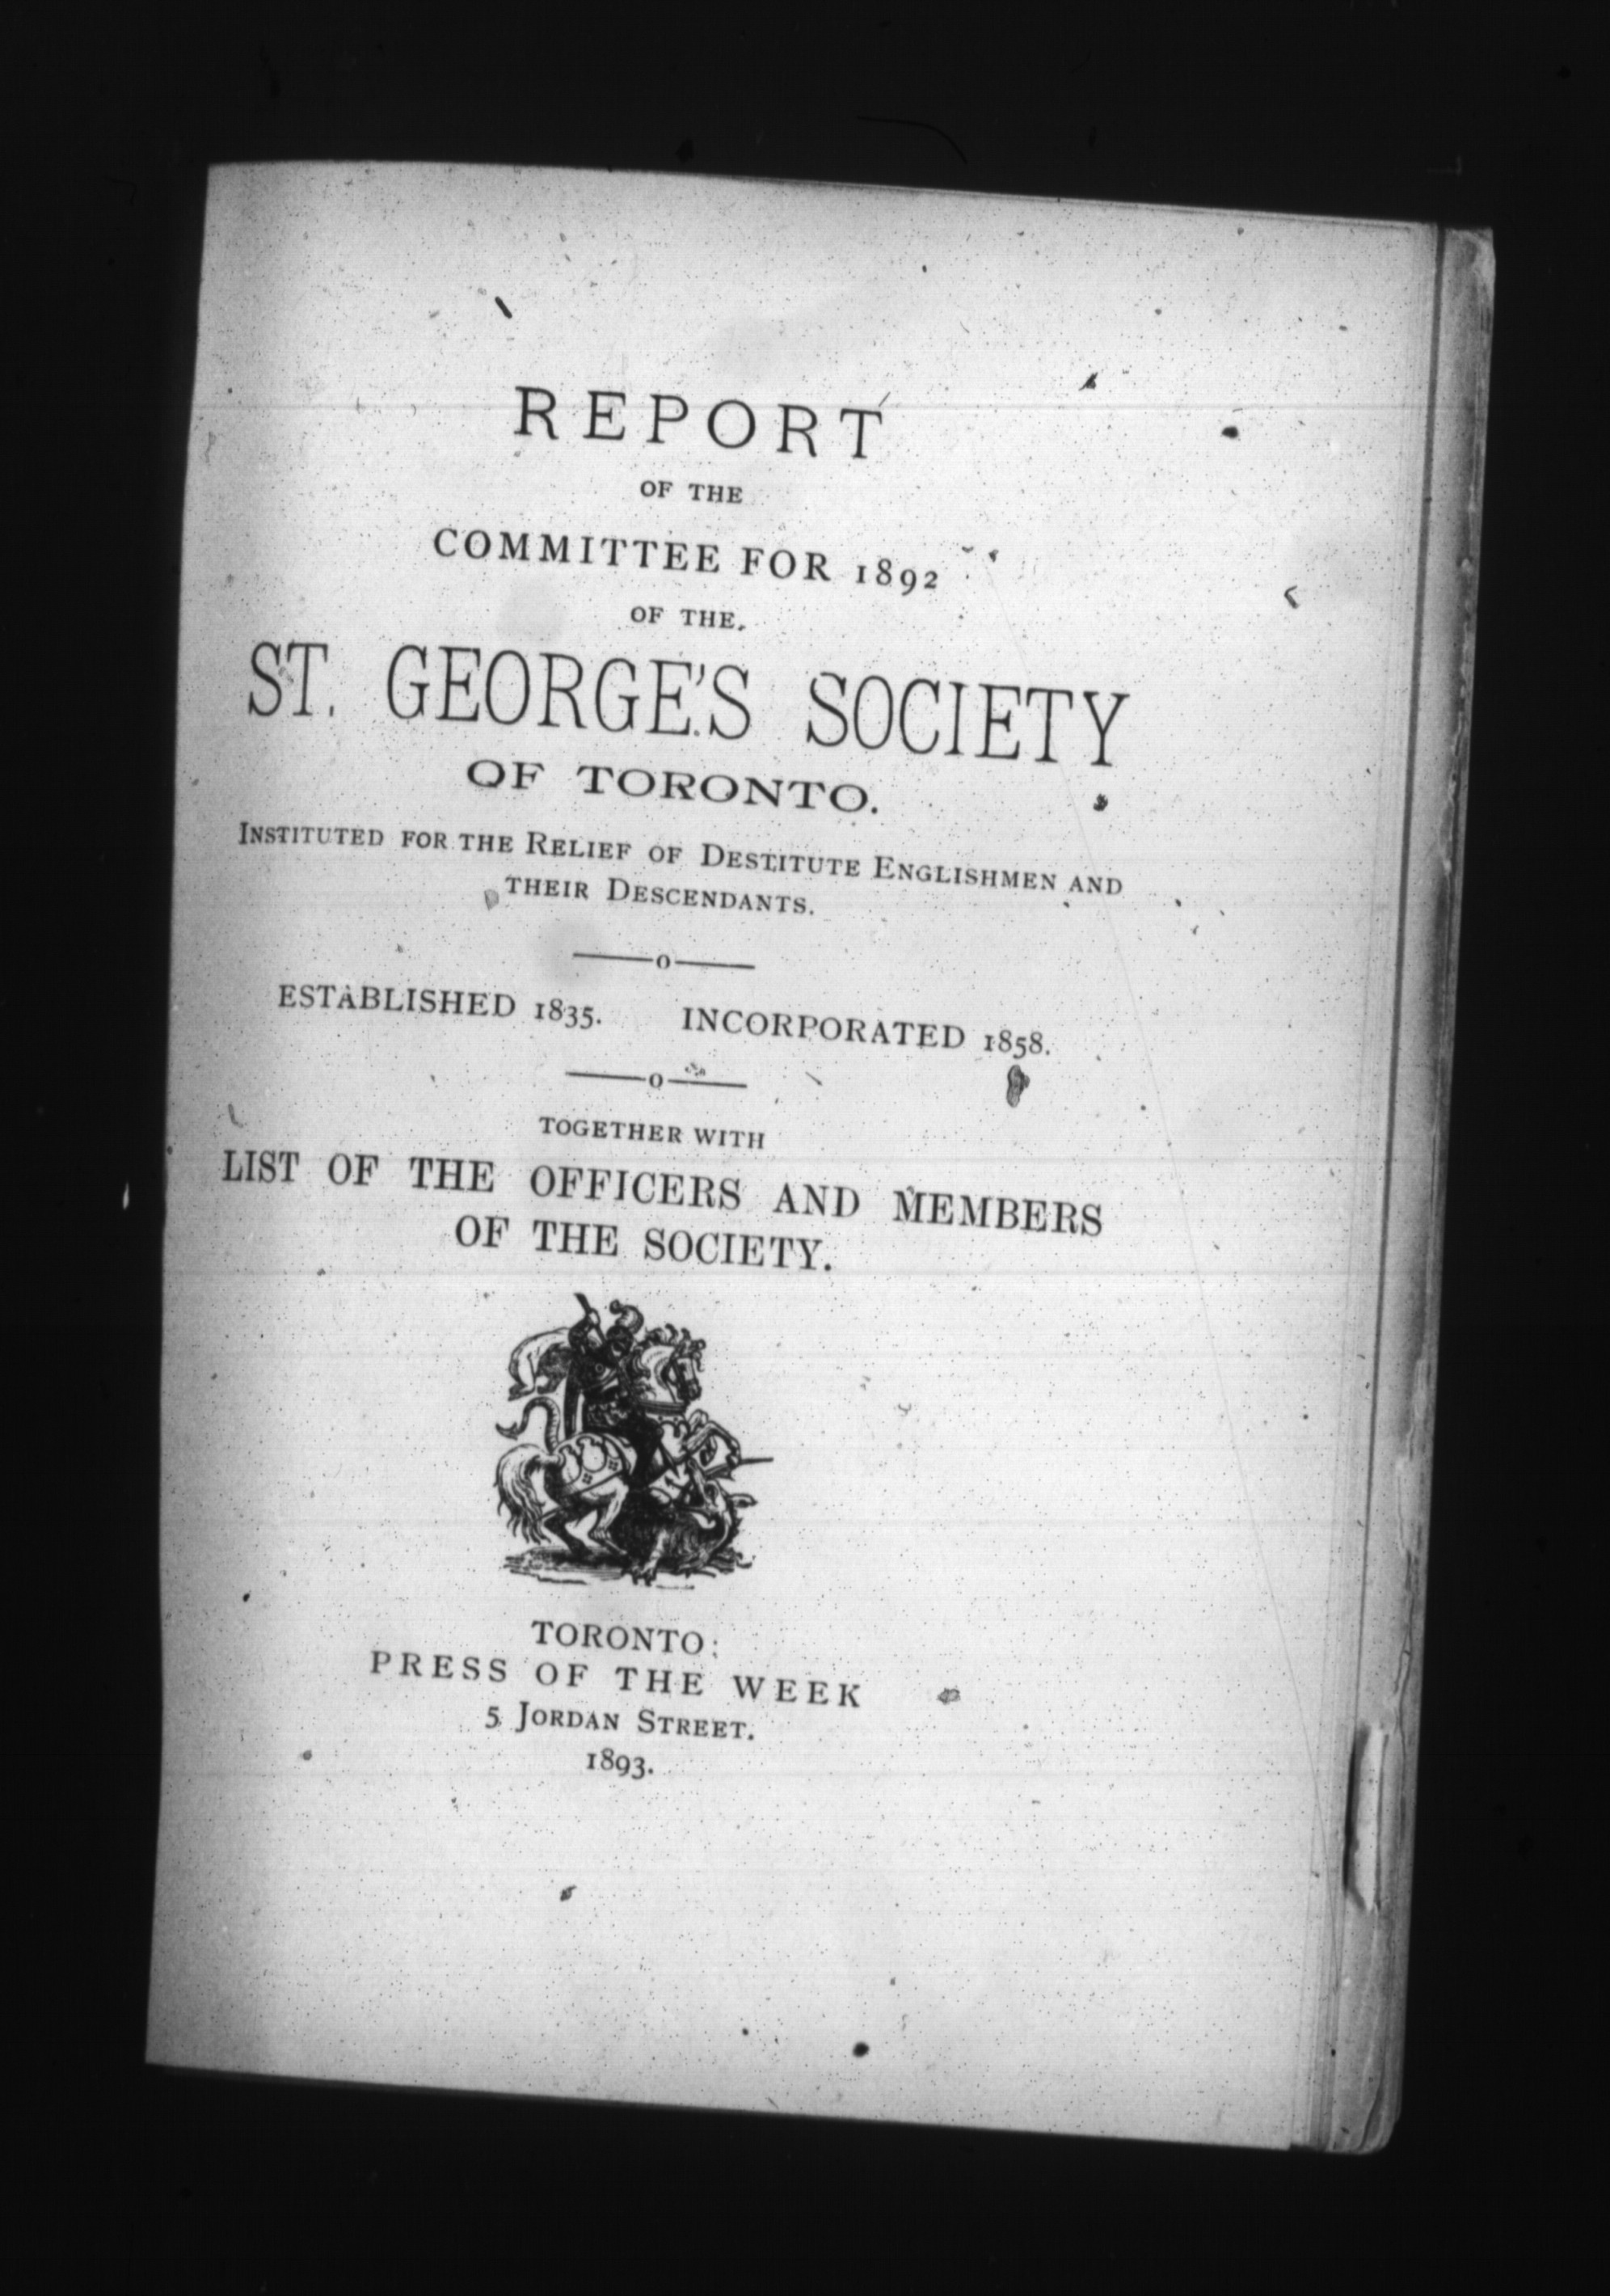 REPORT
OF THE
COMMITTEE FOR 1892
OF THE
ST. GEORGE'S SOCIETY
OF TORONTO.
INSTITUTED FOR THE RELIEF OF DESTITUTE ENGLISHMEN AND
THEIR DESCENDANTS.
——o——
ESTABLISHED 1835. INCORPORATED 1858.
——o——
TOGETHER WITH
LIST OF THE OFFICERS AND MEMBERS
OF THE SOCIETY.
TORONTO:
PRESS OF THE WEEK
5 JORDAN STREET.
1893.